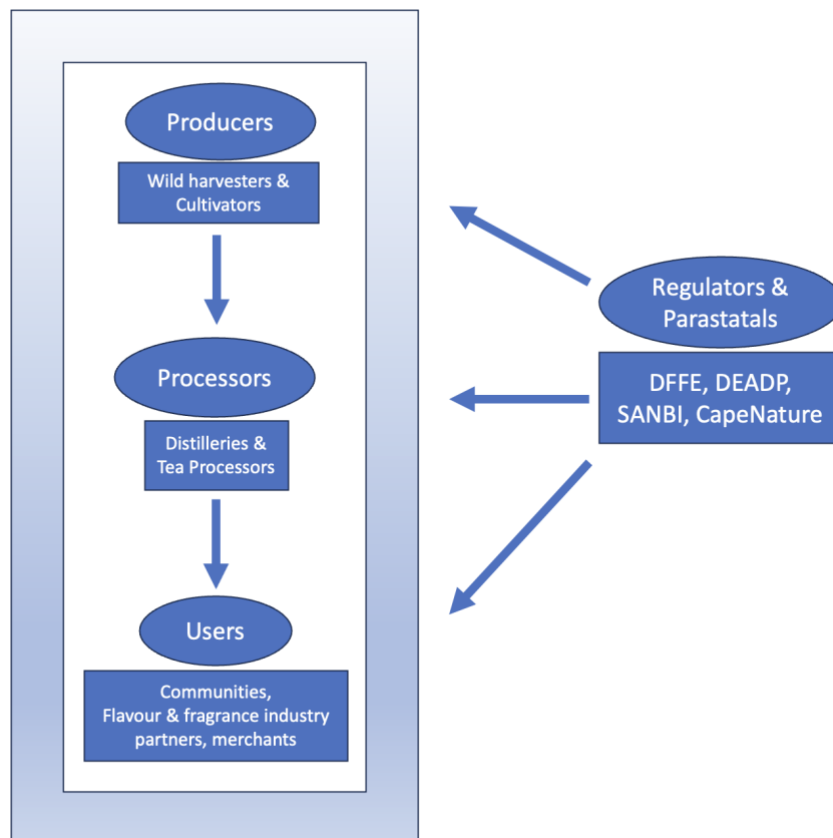 Producers
Wild harvesters &
Cultivators
Processors
Distilleries &
Tea Processors
Users
Communities,
Flavour & fragrance industry
partners, merchants
Regulators &
Parastatals
DFFE, DEADP,
SANBI, CapeNature